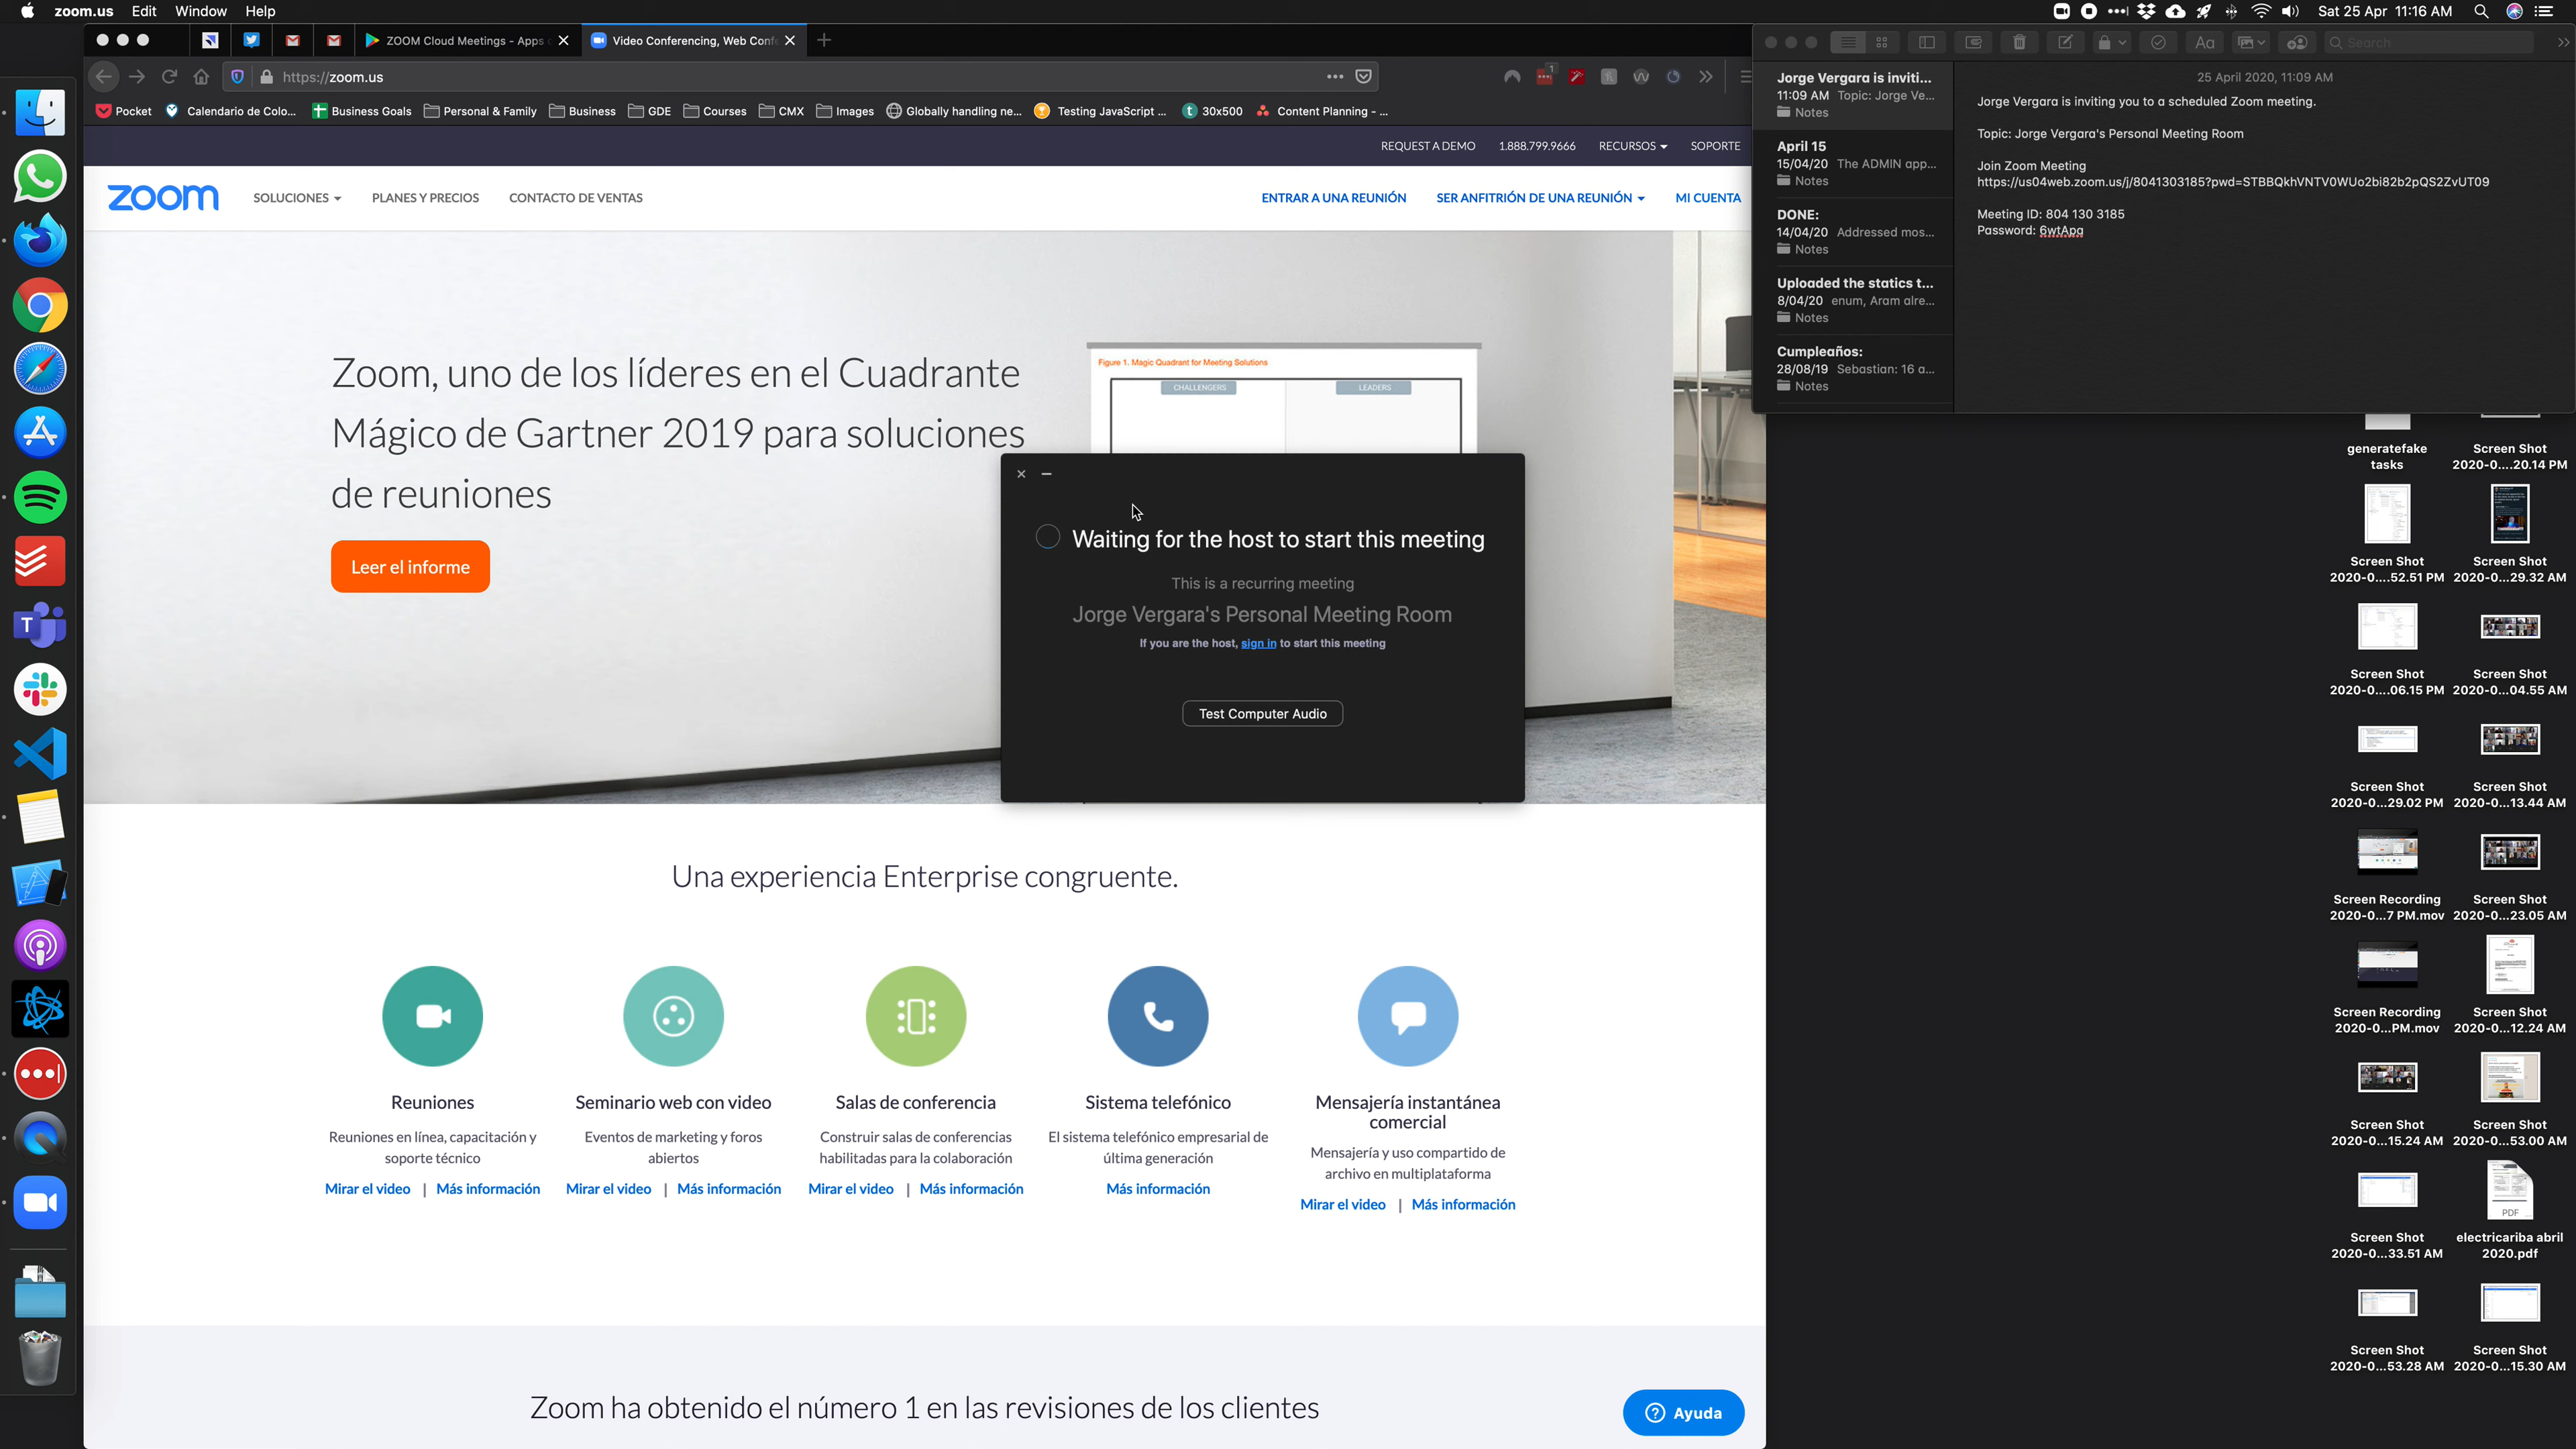 zoom.us Edit Window Help
Sat 25 Apr 11:16 AM
ZOOM Cloud Meetings - Apps
Video Conferencing, Web Conf
https://zoom.us
Pocket
Calendario de Colo...
Business Goals
Personal & Family
Business
GDE
Courses
CMX
Images
Globally handling ne...
Testing JavaScript ...
30x500
Content Planning - ...
REQUEST A DEMO
1.888.799.9666
RECURSOS
SOPORTE
zoom
SOLUCIONES
PLANES Y PRECIOS
CONTACTO DE VENTAS
ENTRAR A UNA REUNIÓN
SER ANFITRIÓN DE UNA REUNIÓN
MI CUENTA
Zoom, uno de los líderes en el Cuadrante
Mágico de Gartner 2019 para soluciones
de reuniones
Leer el informe
Figure 1. Magic Quadrant for Meeting Solutions
CHALLENGERS
LEADERS
Waiting for the host to start this meeting
This is a recurring meeting
Jorge Vergara's Personal Meeting Room
If you are the host, sign in to start this meeting
Test Computer Audio
Una experiencia Enterprise congruente.
Reuniones
Reuniones en línea, capacitación y
soporte técnico
Mirar el video | Más información
Seminario web con video
Eventos de marketing y foros
abiertos
Mirar el video | Más información
Salas de conferencia
Construir salas de conferencias
habilitadas para la colaboración
Mirar el video | Más información
Sistema telefónico
El sistema telefónico empresarial de
última generación
Más información
Mensajería instantánea
comercial
Mensajería y uso compartido de
archivo en multiplataforma
Mirar el video | Más información
Zoom ha obtenido el número 1 en las revisiones de los clientes
Ayuda
Aa
Search
Jorge Vergara is inviti...
11:09 AM Topic: Jorge Ve...
Notes
April 15
15/04/20 The ADMIN app...
Notes
DONE:
14/04/20 Addressed mos...
Notes
Uploaded the statics t...
8/04/20 enum, Aram alre...
Notes
Cumpleaños:
28/08/19 Sebastian: 16 a...
Notes
25 April 2020, 11:09 AM
Jorge Vergara is inviting you to a scheduled Zoom meeting.
Topic: Jorge Vergara's Personal Meeting Room
Join Zoom Meeting
https://us04web.zoom.us/j/8041303185?pwd=STBBQkhVNTV0WUo2bi82b2pQS2ZvUT09
Meeting ID: 804 130 3185
Password: 6wtApq
generatefake
tasks
Screen Shot
2020-0....20.14 PM
Screen Shot
2020-0....52.51 PM
Screen Shot
2020-0...29.32 AM
Screen Shot
2020-0....06.15 PM
Screen Shot
2020-0...04.55 AM
Screen Shot
2020-0...29.02 PM
Screen Shot
2020-0...13.44 AM
Screen Recording
2020-0...7 PM.mov
Screen Shot
2020-0...23.05 AM
Screen Recording
2020-0...PM.mov
Screen Shot
2020-0...12.24 AM
Screen Shot
2020-0...15.24 AM
Screen Shot
2020-0...53.00 AM
Screen Shot
2020-0...33.51 AM
PDF
electricariba abril
2020.pdf
Screen Shot
2020-0...53.28 AM
Screen Shot
2020-0...15.30 AM